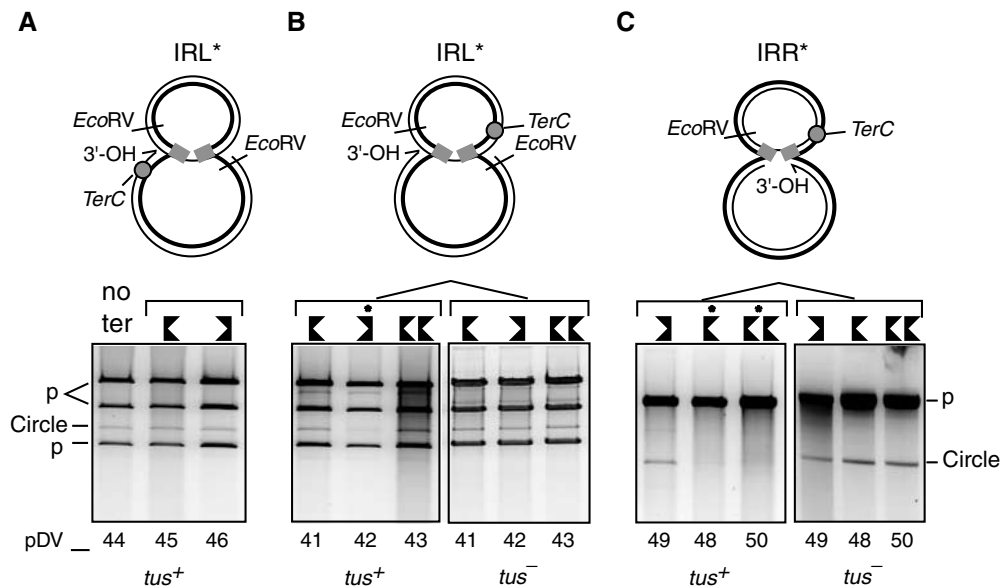 A B C
IRL* IRL* IRR*
EcoRV EcoRV 3'-OH TerC
EcoRV TerC EcoRV 3'-OH
EcoRV TerC 3'-OH
no ter
* * *
p Circle p
p Circle
pDV _ 44 45 46 41 42 43 41 42 43 49 48 50 49 48 50
tus+ tus+ tus– tus+ tus–